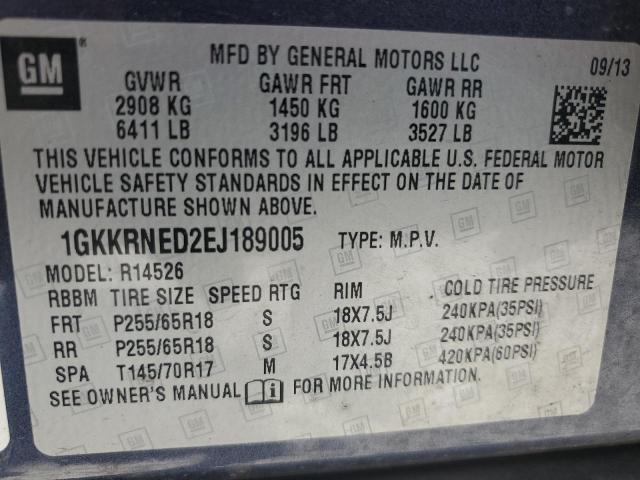 GM ®
MFD BY GENERAL MOTORS LLC 09/13
GVWR GAWR FRT GAWR RR
2908 KG 1450 KG 1600 KG
6411 LB 3196 LB 3527 LB
THIS VEHICLE CONFORMS TO ALL APPLICABLE U.S. FEDERAL MOTOR
VEHICLE SAFETY STANDARDS IN EFFECT ON THE DATE OF
MANUFACTURE SHOWN ABOVE.
1GKKRNED2EJ189005 TYPE: M.P.V.
MODEL: R14526
RBBM TIRE SIZE SPEED RTG RIM COLD TIRE PRESSURE
FRT P255/65R18 S 18X7.5J 240KPA(35PSI)
RR P255/65R18 S 18X7.5J 240KPA(35PSI)
SPA T145/70R17 M 17X4.5B 420KPA(60PSI)
SEE OWNER'S MANUAL i FOR MORE INFORMATION.